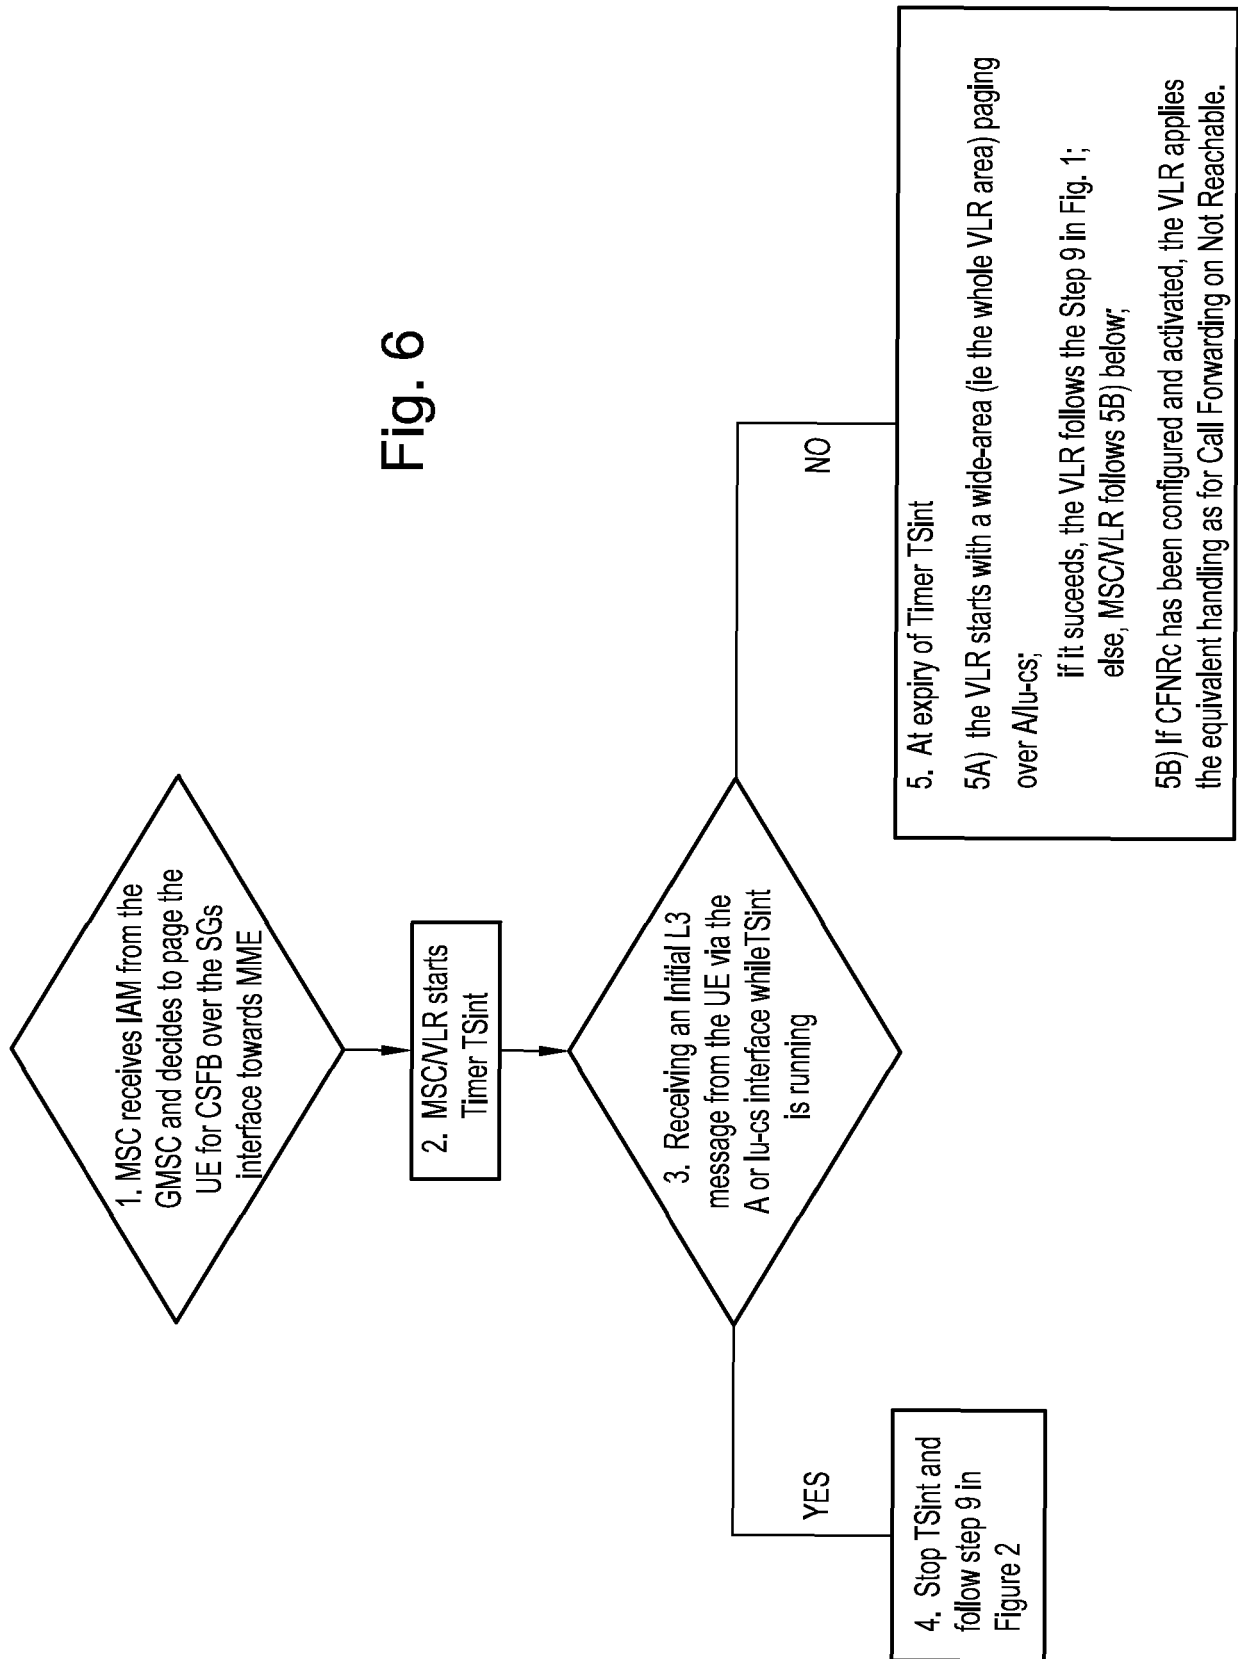 1. MSC receives IAM from the
GMSC and decides to page the
UE for CSFB over the SGs
interface towards MME
2. MSC/VLR starts
Timer TSint
3. Receiving an Initial L3
message from the UE via the
A or Iu-cs interface whileTSint
is running
YES
NO
4. Stop TSint and
follow step 9 in
Figure 2
5. At expiry of Timer TSint
5A) the VLR starts with a wide-area (ie the whole VLR area) paging
over A/Iu-cs;
if it suceeds, the VLR follows the Step 9 in Fig. 1;
else, MSC/VLR follows 5B) below;
5B) If CFNRc has been configured and activated, the VLR applies
the equivalent handling as for Call Forwarding on Not Reachable.
Fig. 6